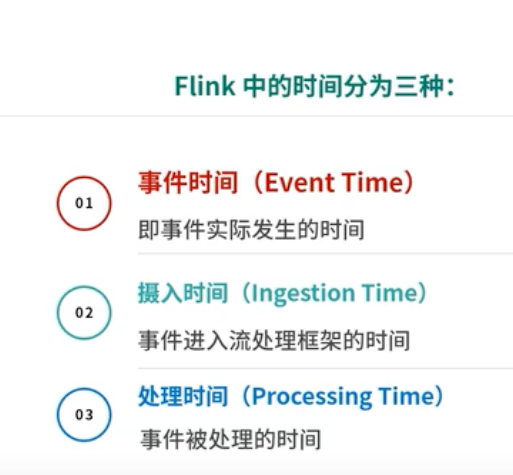 Flink 中的时间分为三种：
01
事件时间（Event Time）
即事件实际发生的时间
02
摄入时间（Ingestion Time）
事件进入流处理框架的时间
03
处理时间（Processing Time）
事件被处理的时间